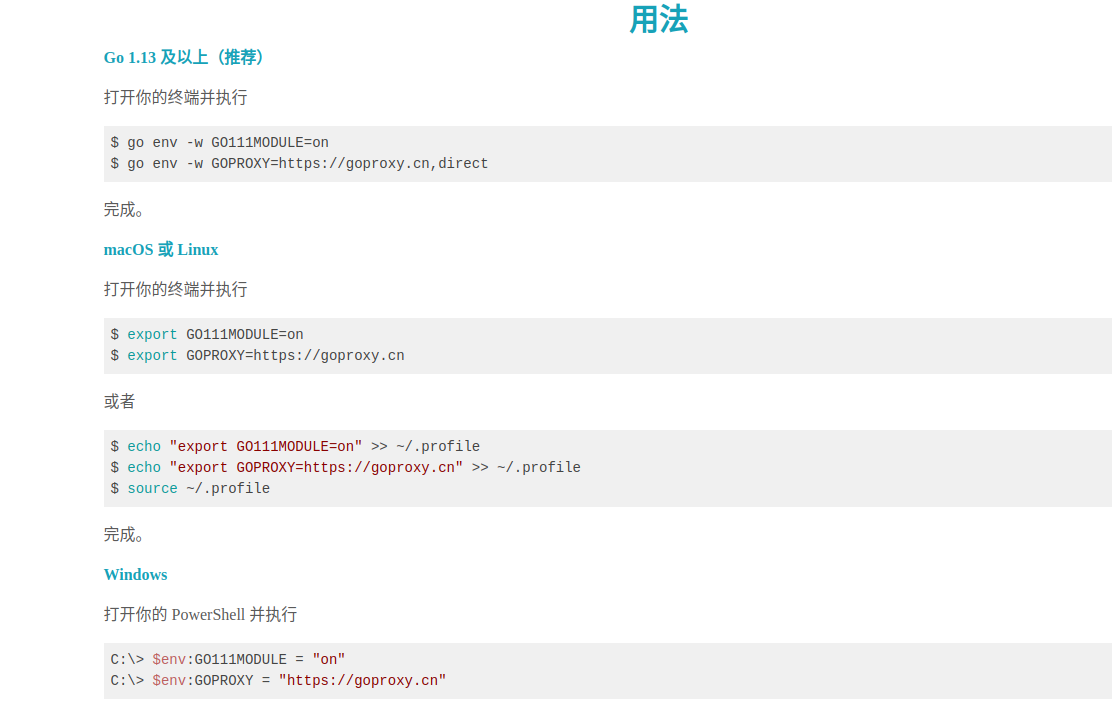 用法
Go 1.13 及以上（推荐）
打开你的终端并执行
$ go env -w GO111MODULE=on
$ go env -w GOPROXY=https://goproxy.cn,direct
完成。
macOS 或 Linux
打开你的终端并执行
$ export GO111MODULE=on
$ export GOPROXY=https://goproxy.cn
或者
$ echo "export GO111MODULE=on" >> ~/.profile
$ echo "export GOPROXY=https://goproxy.cn" >> ~/.profile
$ source ~/.profile
完成。
Windows
打开你的 PowerShell 并执行
C:\> $env:GO111MODULE = "on"
C:\> $env:GOPROXY = "https://goproxy.cn"